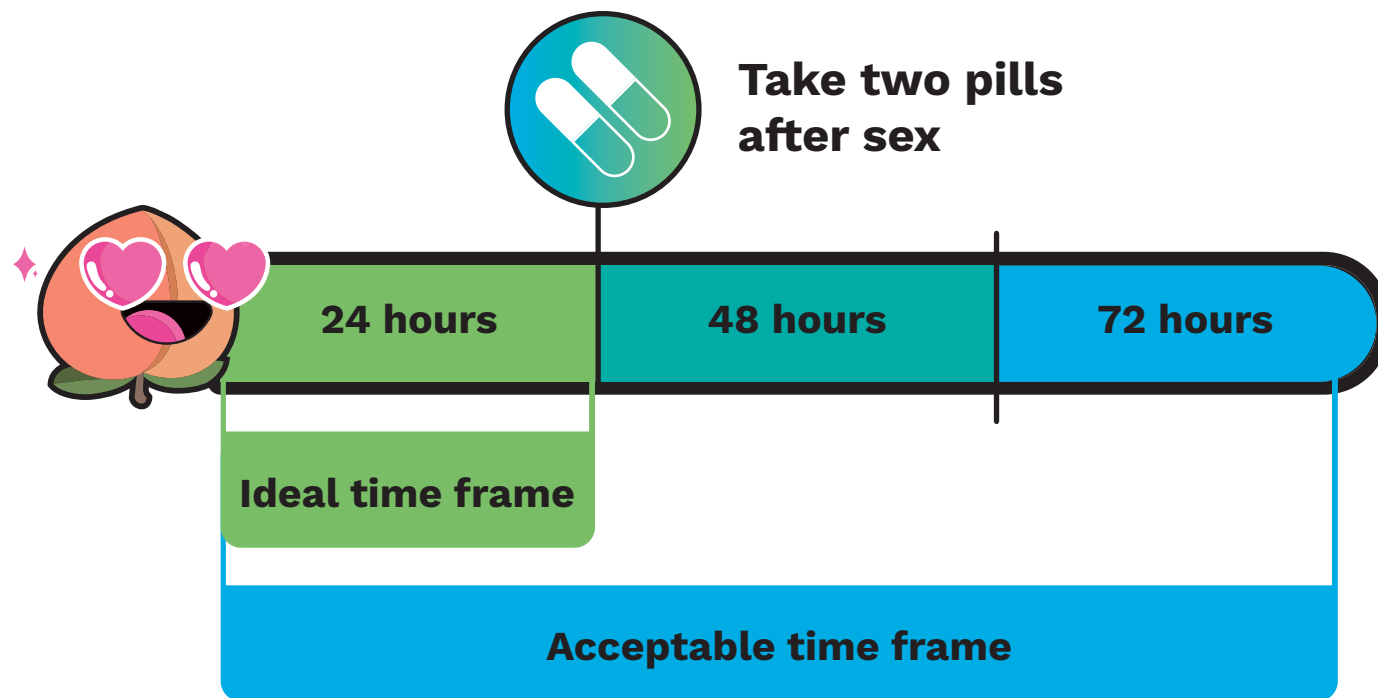 Take two pills
after sex
24 hours
48 hours
72 hours
Ideal time frame
Acceptable time frame